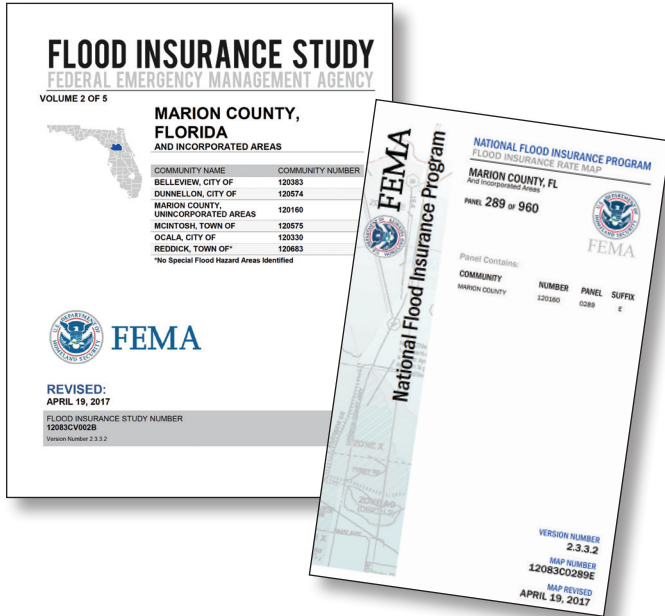 FLOOD INSURANCE STUDY
FEDERAL EMERGENCY MANAGEMENT AGENCY
VOLUME 2 OF 5
MARION COUNTY,
FLORIDA
AND INCORPORATED AREAS
COMMUNITY NAME COMMUNITY NUMBER
BELLEVIEW, CITY OF 120383
DUNNELLON, CITY OF 120574
MARION COUNTY,
UNINCORPORATED AREAS 120160
MCINTOSH, TOWN OF 120575
OCALA, CITY OF 120330
REDDICK, TOWN OF* 120683
*No Special Flood Hazard Areas Identified
U.S. DEPARTMENT OF
HOMELAND SECURITY
FEMA
REVISED:
APRIL 19, 2017
FLOOD INSURANCE STUDY NUMBER
12083CV002B
Version Number 2.3.3.2
FEMA
National Flood Insurance Program
ZONE X
NATIONAL FLOOD INSURANCE PROGRAM
FLOOD INSURANCE RATE MAP
MARION COUNTY, FL
And Incorporated Areas
PANEL 289 OF 960
FEMA
Panel Contains:
COMMUNITY NUMBER PANEL SUFFIX
MARION COUNTY 120160 0289 E
VERSION NUMBER
2.3.3.2
MAP NUMBER
12083C0289E
MAP REVISED
APRIL 19, 2017